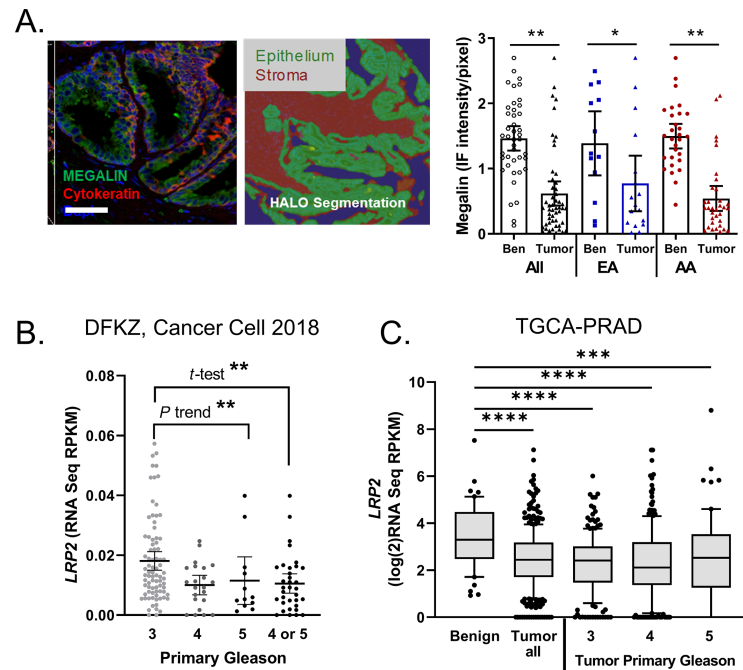 A.
MEGALIN
Cytokeratin
Epithelium
Stroma
HALO Segmentation
Megalin (IF intensity/pixel)
3
2
1
0
** * **
Ben Tumor Ben Tumor Ben Tumor
All EA AA
B.
DFKZ, Cancer Cell 2018
LRP2 (RNA Seq RPKM)
0.08
0.06
0.04
0.02
0.00
t-test **
P trend **
3 4 5 4 or 5
Primary Gleason
C.
TGCA-PRAD
LRP2
(log(2)RNA Seq RPKM)
10
8
6
4
2
0
***
****
****
****
Benign Tumor 3 4 5
all Tumor Primary Gleason